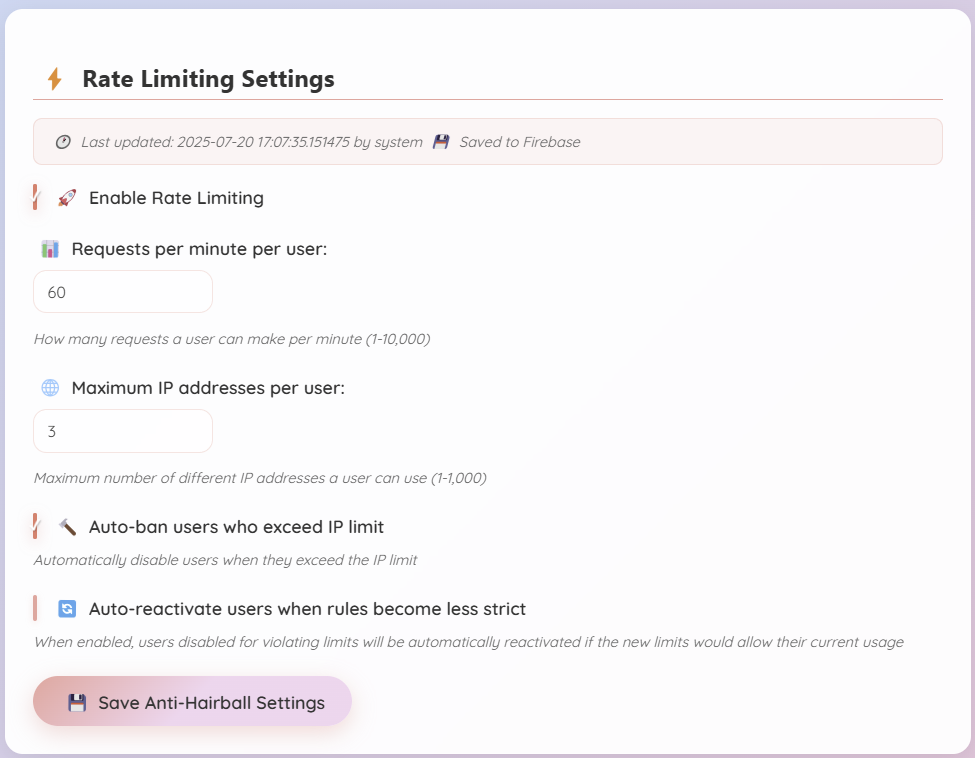 Rate Limiting Settings
Last updated: 2025-07-20 17:07:35.151475 by system Saved to Firebase
Enable Rate Limiting
Requests per minute per user:
60
How many requests a user can make per minute (1-10,000)
Maximum IP addresses per user:
3
Maximum number of different IP addresses a user can use (1-1,000)
Auto-ban users who exceed IP limit
Automatically disable users when they exceed the IP limit
Auto-reactivate users when rules become less strict
When enabled, users disabled for violating limits will be automatically reactivated if the new limits would allow their current usage
Save Anti-Hairball Settings